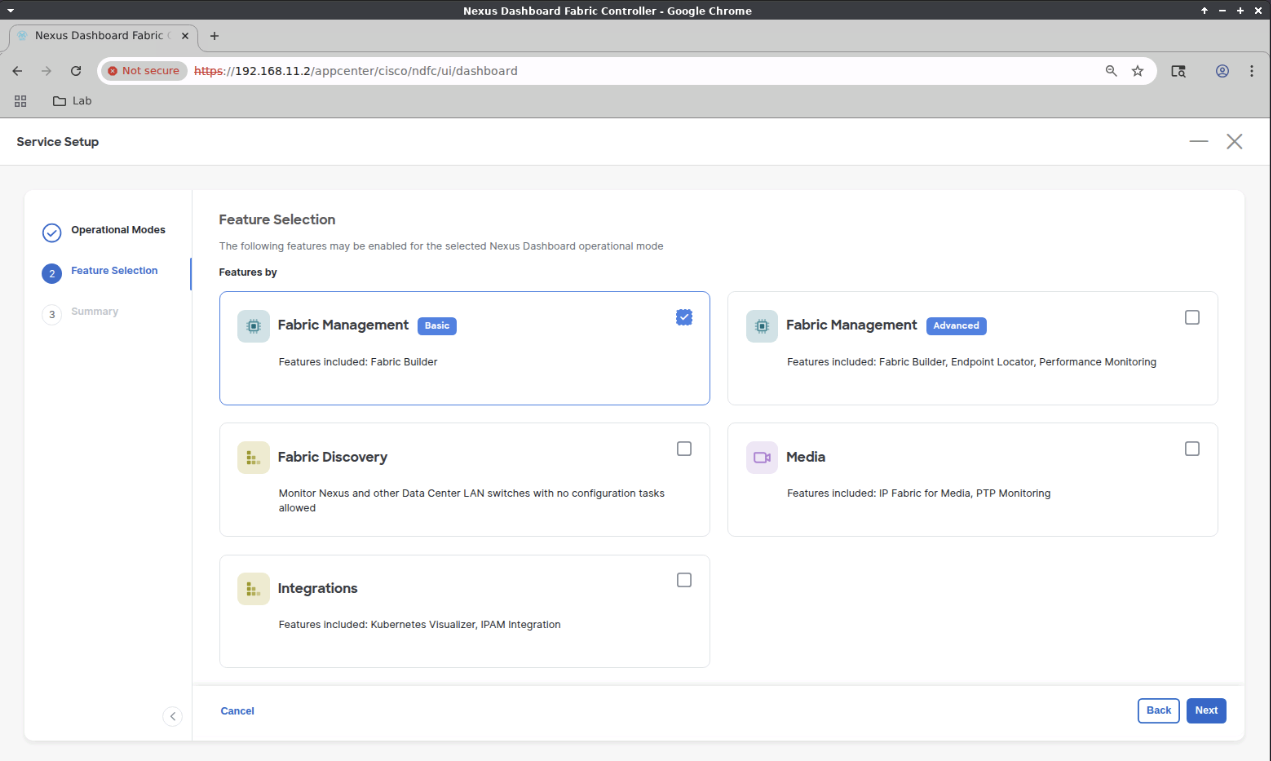 Nexus Dashboard Fabric Controller - Google Chrome
Nexus Dashboard Fabric
Not secure
https://192.168.11.2/appcenter/cisco/ndfc/ui/dashboard
Lab
Service Setup
Operational Modes
2
Feature Selection
3
Summary
Feature Selection
The following features may be enabled for the selected Nexus Dashboard operational mode
Features by
Fabric Management Basic
Features included: Fabric Builder
Fabric Management Advanced
Features included: Fabric Builder, Endpoint Locator, Performance Monitoring
Fabric Discovery
Monitor Nexus and other Data Center LAN switches with no configuration tasks
allowed
Media
Features included: IP Fabric for Media, PTP Monitoring
Integrations
Features included: Kubernetes Visualizer, IPAM Integration
Cancel
Back
Next